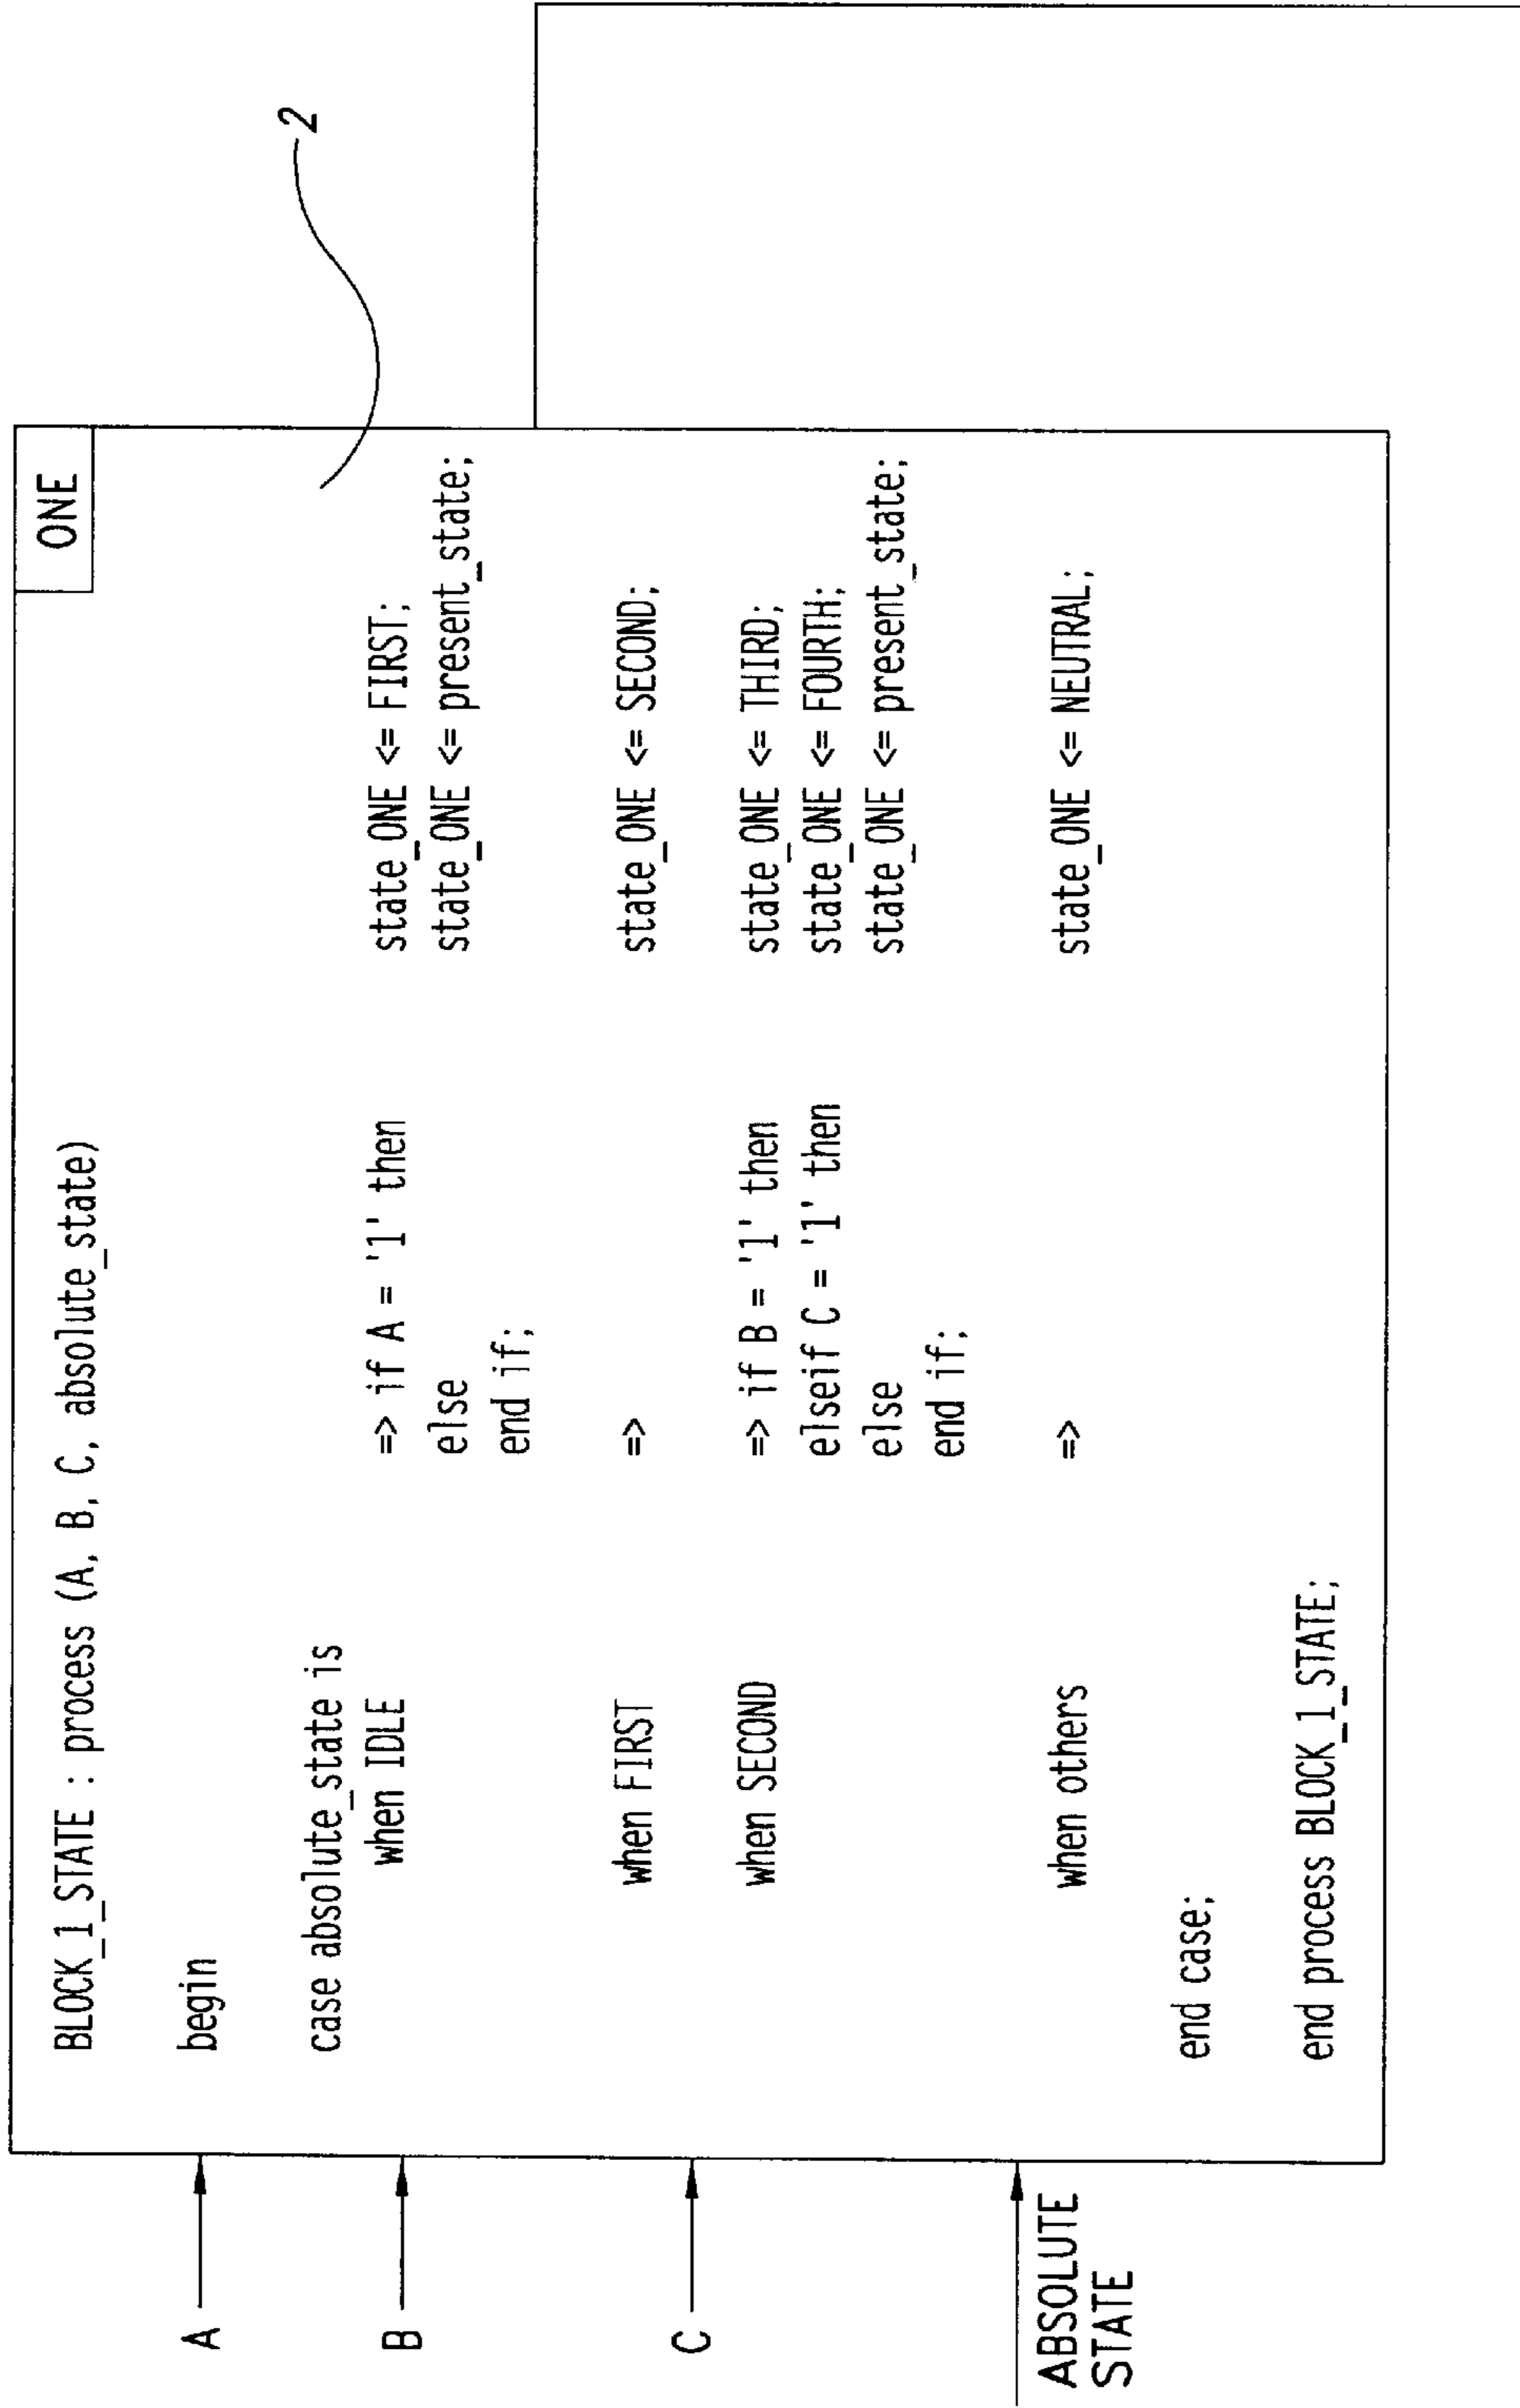 ONE
BLOCK_1_STATE : process (A, B, C, absolute_state)
2
begin
A
case absolute_state is
when IDLE => if A = '1' then state_ONE <= FIRST;
B
else state_ONE <= present_state;
end if;
when FIRST => state_ONE <= SECOND;
C
when SECOND => if B = '1' then state_ONE <= THIRD;
elseif C = '1' then state_ONE <= FOURTH;
else state_ONE <= present_state;
end if;
ABSOLUTE
STATE
when others => state_ONE <= NEUTRAL;
end case;
end process BLOCK_1_STATE;